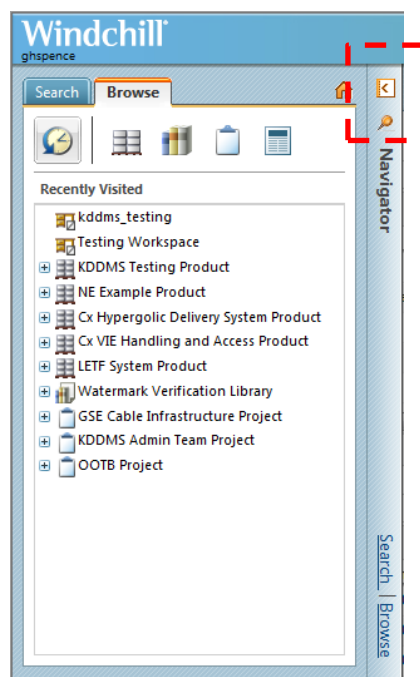 Windchill
ghspence
Search Browse
Recently Visited
kddms_testing
Testing Workspace
KDDMS Testing Product
NE Example Product
Cx Hypergolic Delivery System Product
Cx VIE Handling and Access Product
LETF System Product
Watermark Verification Library
GSE Cable Infrastructure Project
KDDMS Admin Team Project
OOTB Project
Navigator
Search | Browse